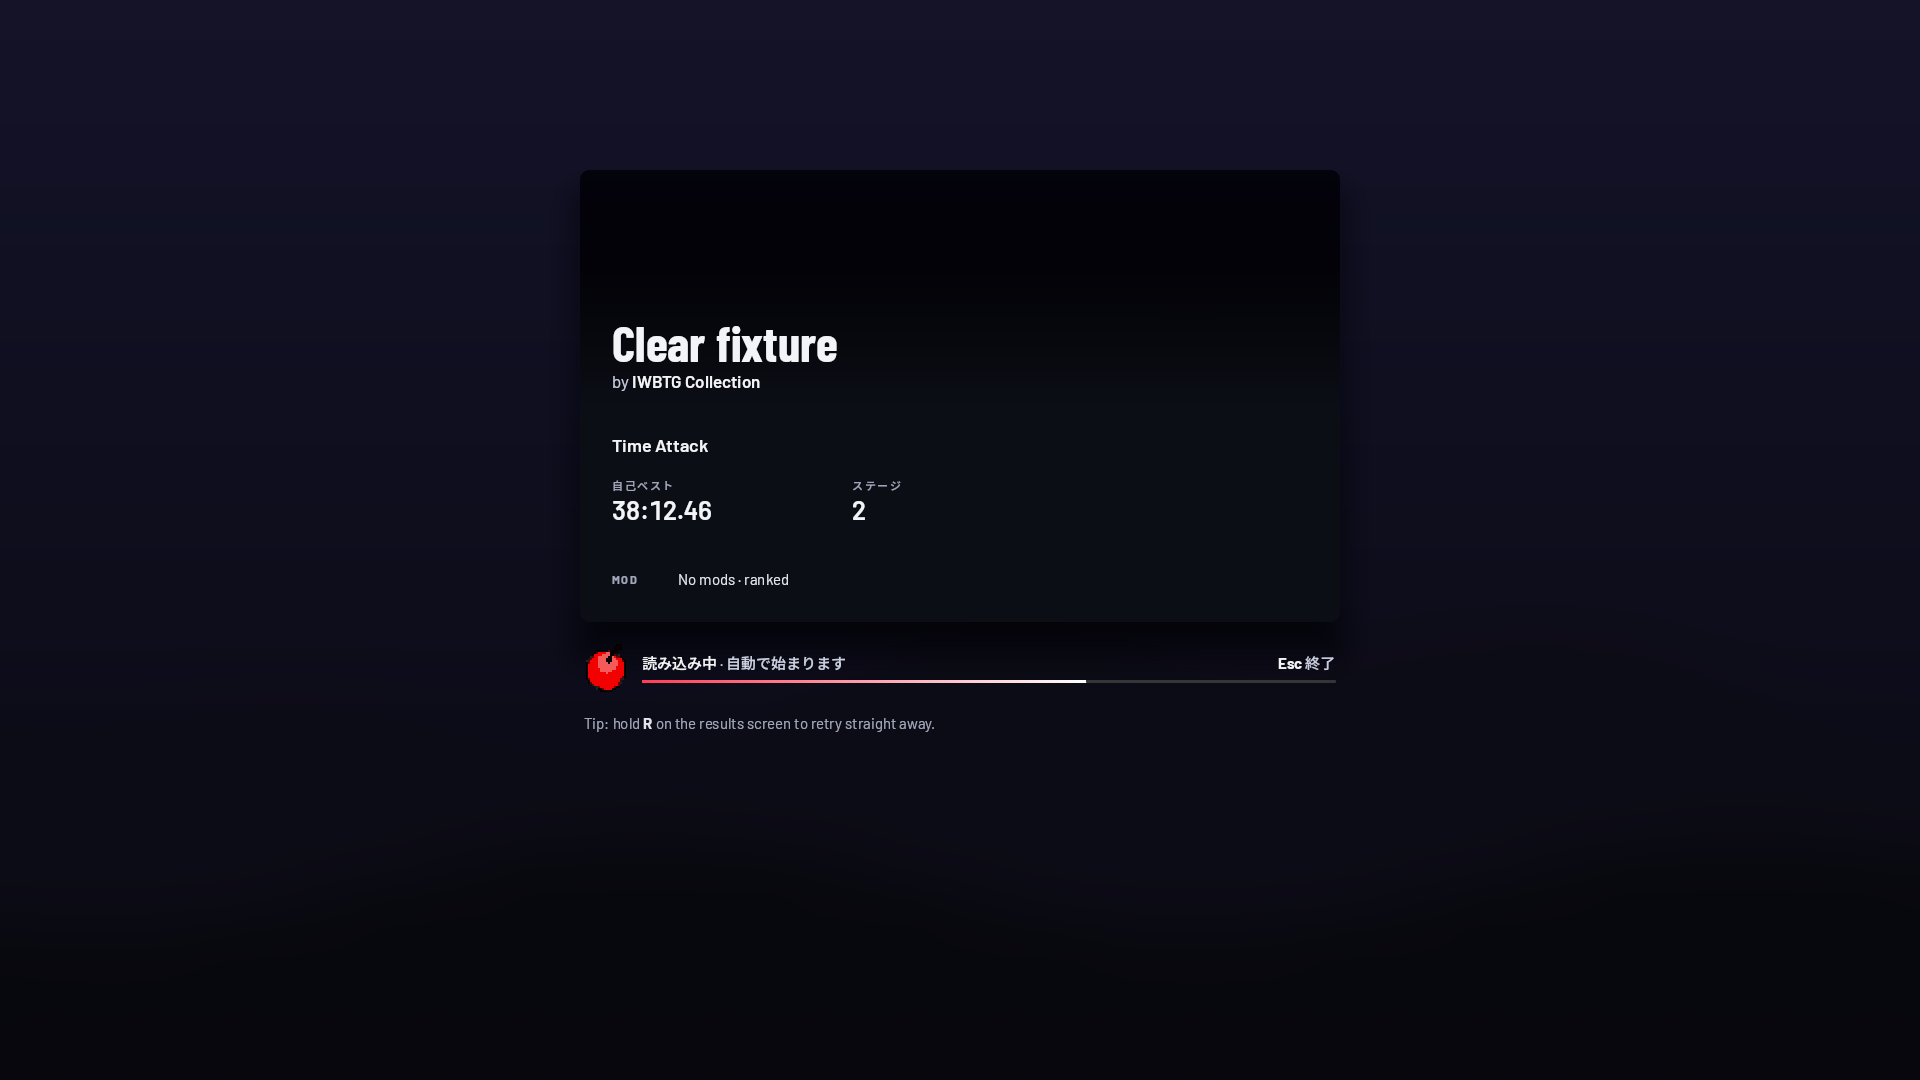 Clear fixture
by IWBTG Collection
Time Attack
自己ベスト
38:12.46
ステージ
2
MOD
No mods · ranked
読み込み中 · 自動で始まります
Esc 終了
Tip: hold R on the results screen to retry straight away.